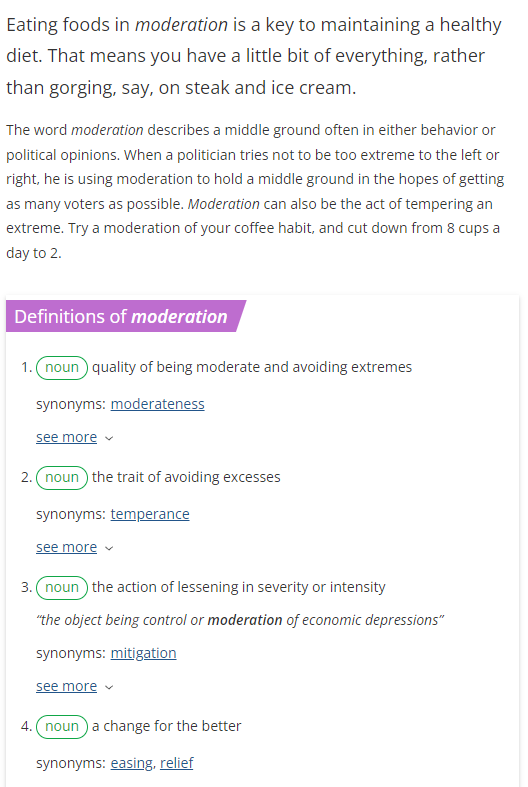 Eating foods in moderation is a key to maintaining a healthy
diet. That means you have a little bit of everything, rather
than gorging, say, on steak and ice cream.
The word moderation describes a middle ground often in either behavior or
political opinions. When a politician tries not to be too extreme to the left or
right, he is using moderation to hold a middle ground in the hopes of getting
as many voters as possible. Moderation can also be the act of tempering an
extreme. Try a moderation of your coffee habit, and cut down from 8 cups a
day to 2.
Definitions of moderation
1. noun quality of being moderate and avoiding extremes
synonyms: moderateness
see more
2. noun the trait of avoiding excesses
synonyms: temperance
see more
3. noun the action of lessening in severity or intensity
“the object being control or moderation of economic depressions”
synonyms: mitigation
see more
4. noun a change for the better
synonyms: easing, relief